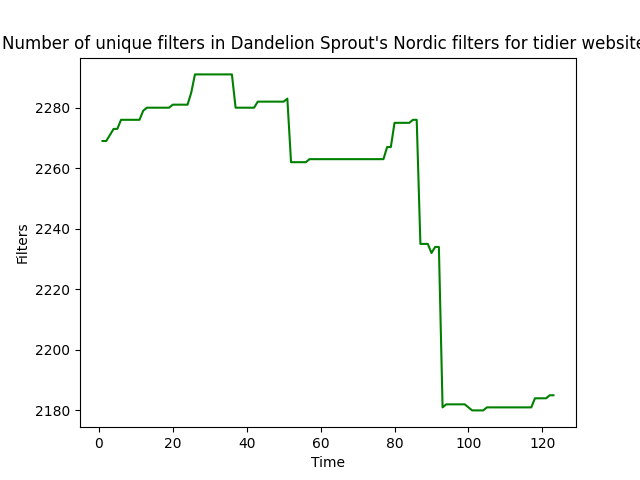 Number of unique filters in Dandelion Sprout's Nordic filters for tidier website
Filters
2280
2260
2240
2220
2200
2180
0 20 40 60 80 100 120
Time